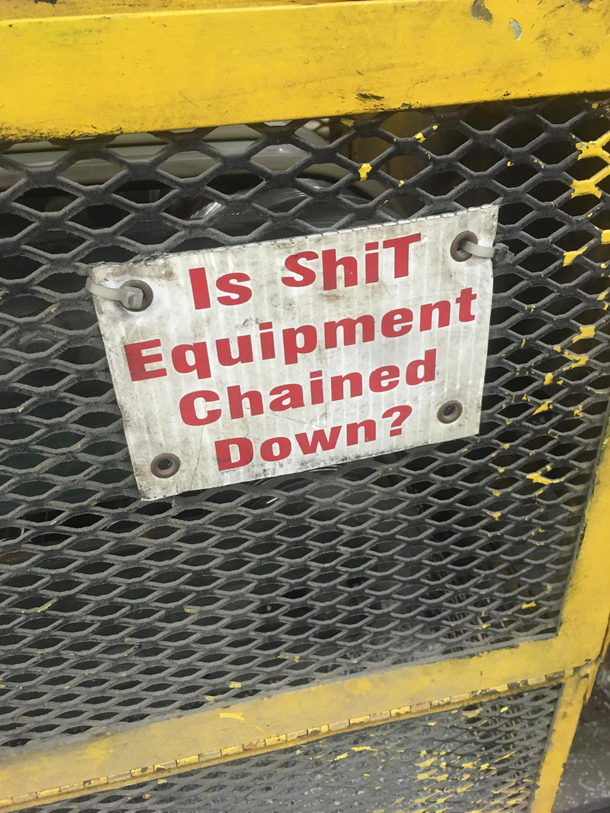 Is ShiT
Equipment
Chained
Down?